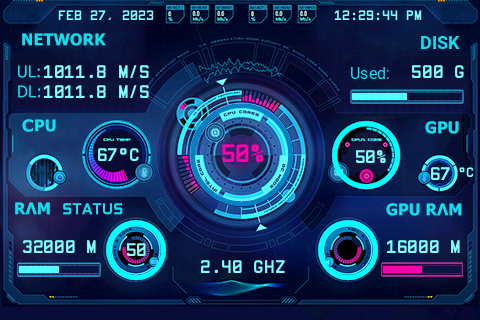 FEB 27, 2023
12:29:44 PM
NETWORK
DISK
UL:1011.8 M/S
DL:1011.8 M/S
Used: 500 G
CPU
GPU
CPU CORES
CPU TEMP
67°C
50%
50%
67°C
RAM STATUS
GPU RAM
32000 M
50
16000 M
2.40 GHZ